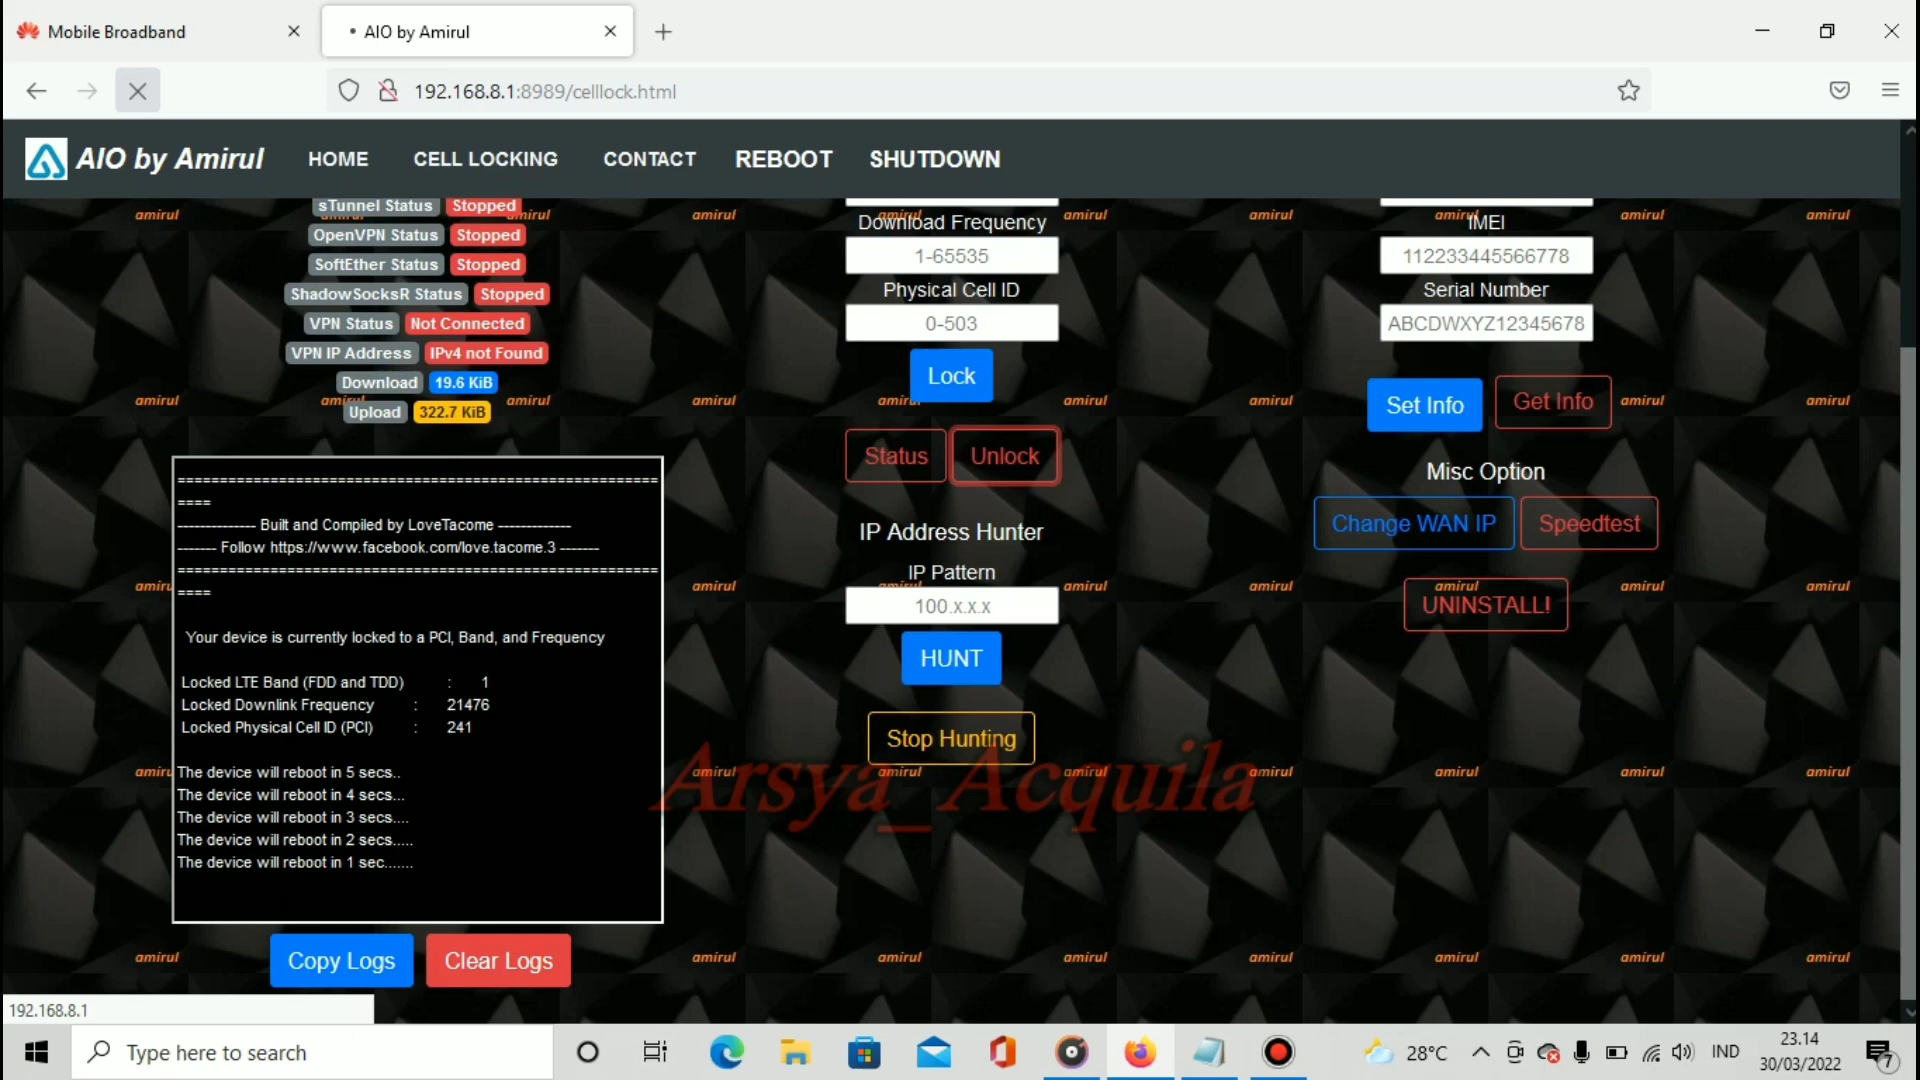 Mobile Broadband
AIO by Amirul
192.168.8.1:8989/celllock.html
AIO by Amirul
HOME
CELL LOCKING
CONTACT
REBOOT
SHUTDOWN
sTunnel Status Stopped
OpenVPN Status Stopped
SoftEther Status Stopped
ShadowSocksR Status Stopped
VPN Status Not Connected
VPN IP Address IPv4 not Found
Download 19.6 KiB
Upload 322.7 KiB
========================================================
====
-------------- Built and Compiled by LoveTacome -------------
------- Follow https://www.facebook.com/love.tacome.3 -------
========================================================
====
Your device is currently locked to a PCI, Band, and Frequency
Locked LTE Band (FDD and TDD) : 1
Locked Downlink Frequency : 21476
Locked Physical Cell ID (PCI) : 241
The device will reboot in 5 secs..
The device will reboot in 4 secs...
The device will reboot in 3 secs....
The device will reboot in 2 secs.....
The device will reboot in 1 sec.......
Copy Logs
Clear Logs
Download Frequency
1-65535
Physical Cell ID
0-503
Lock
Status
Unlock
IP Address Hunter
IP Pattern
100.x.x.x
HUNT
Stop Hunting
IMEI
112233445566778
Serial Number
ABCDWXYZ12345678
Set Info
Get Info
Misc Option
Change WAN IP
Speedtest
UNINSTALL!
amirul
Arsya_Acquila
192.168.8.1
Type here to search
28°C
IND
23.14
30/03/2022
7